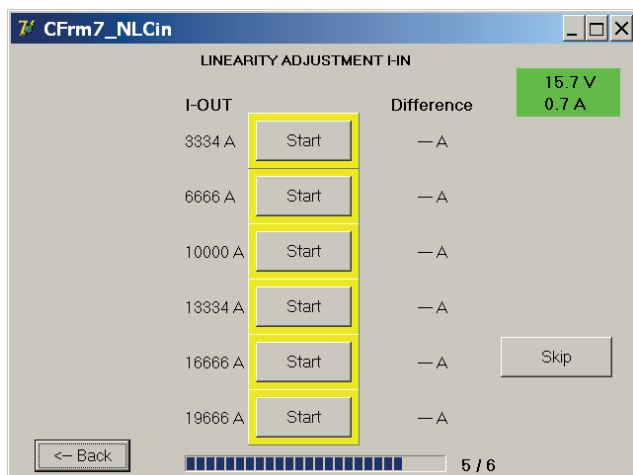 CFrm7_NLCin
LINEARITY ADJUSTMENT I-IN
15.7 V
0.7 A
I-OUT Difference
3334 A Start — A
6666 A Start — A
10000 A Start — A
13334 A Start — A
16666 A Start — A
Skip
19666 A Start — A
<-- Back
5 / 6